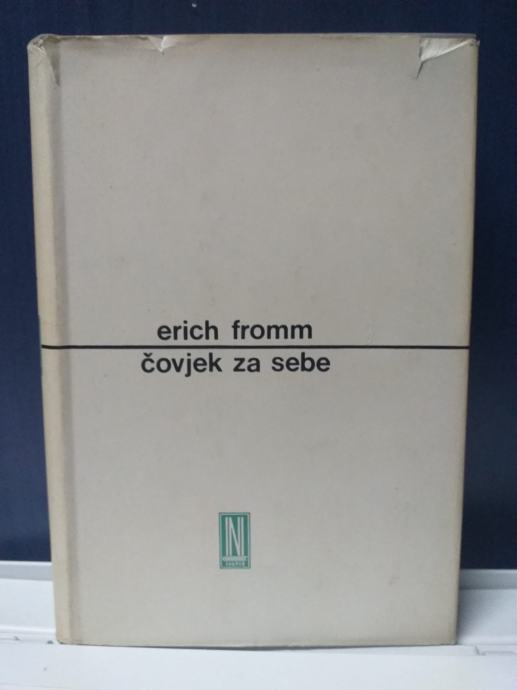 erich fromm
čovjek za sebe